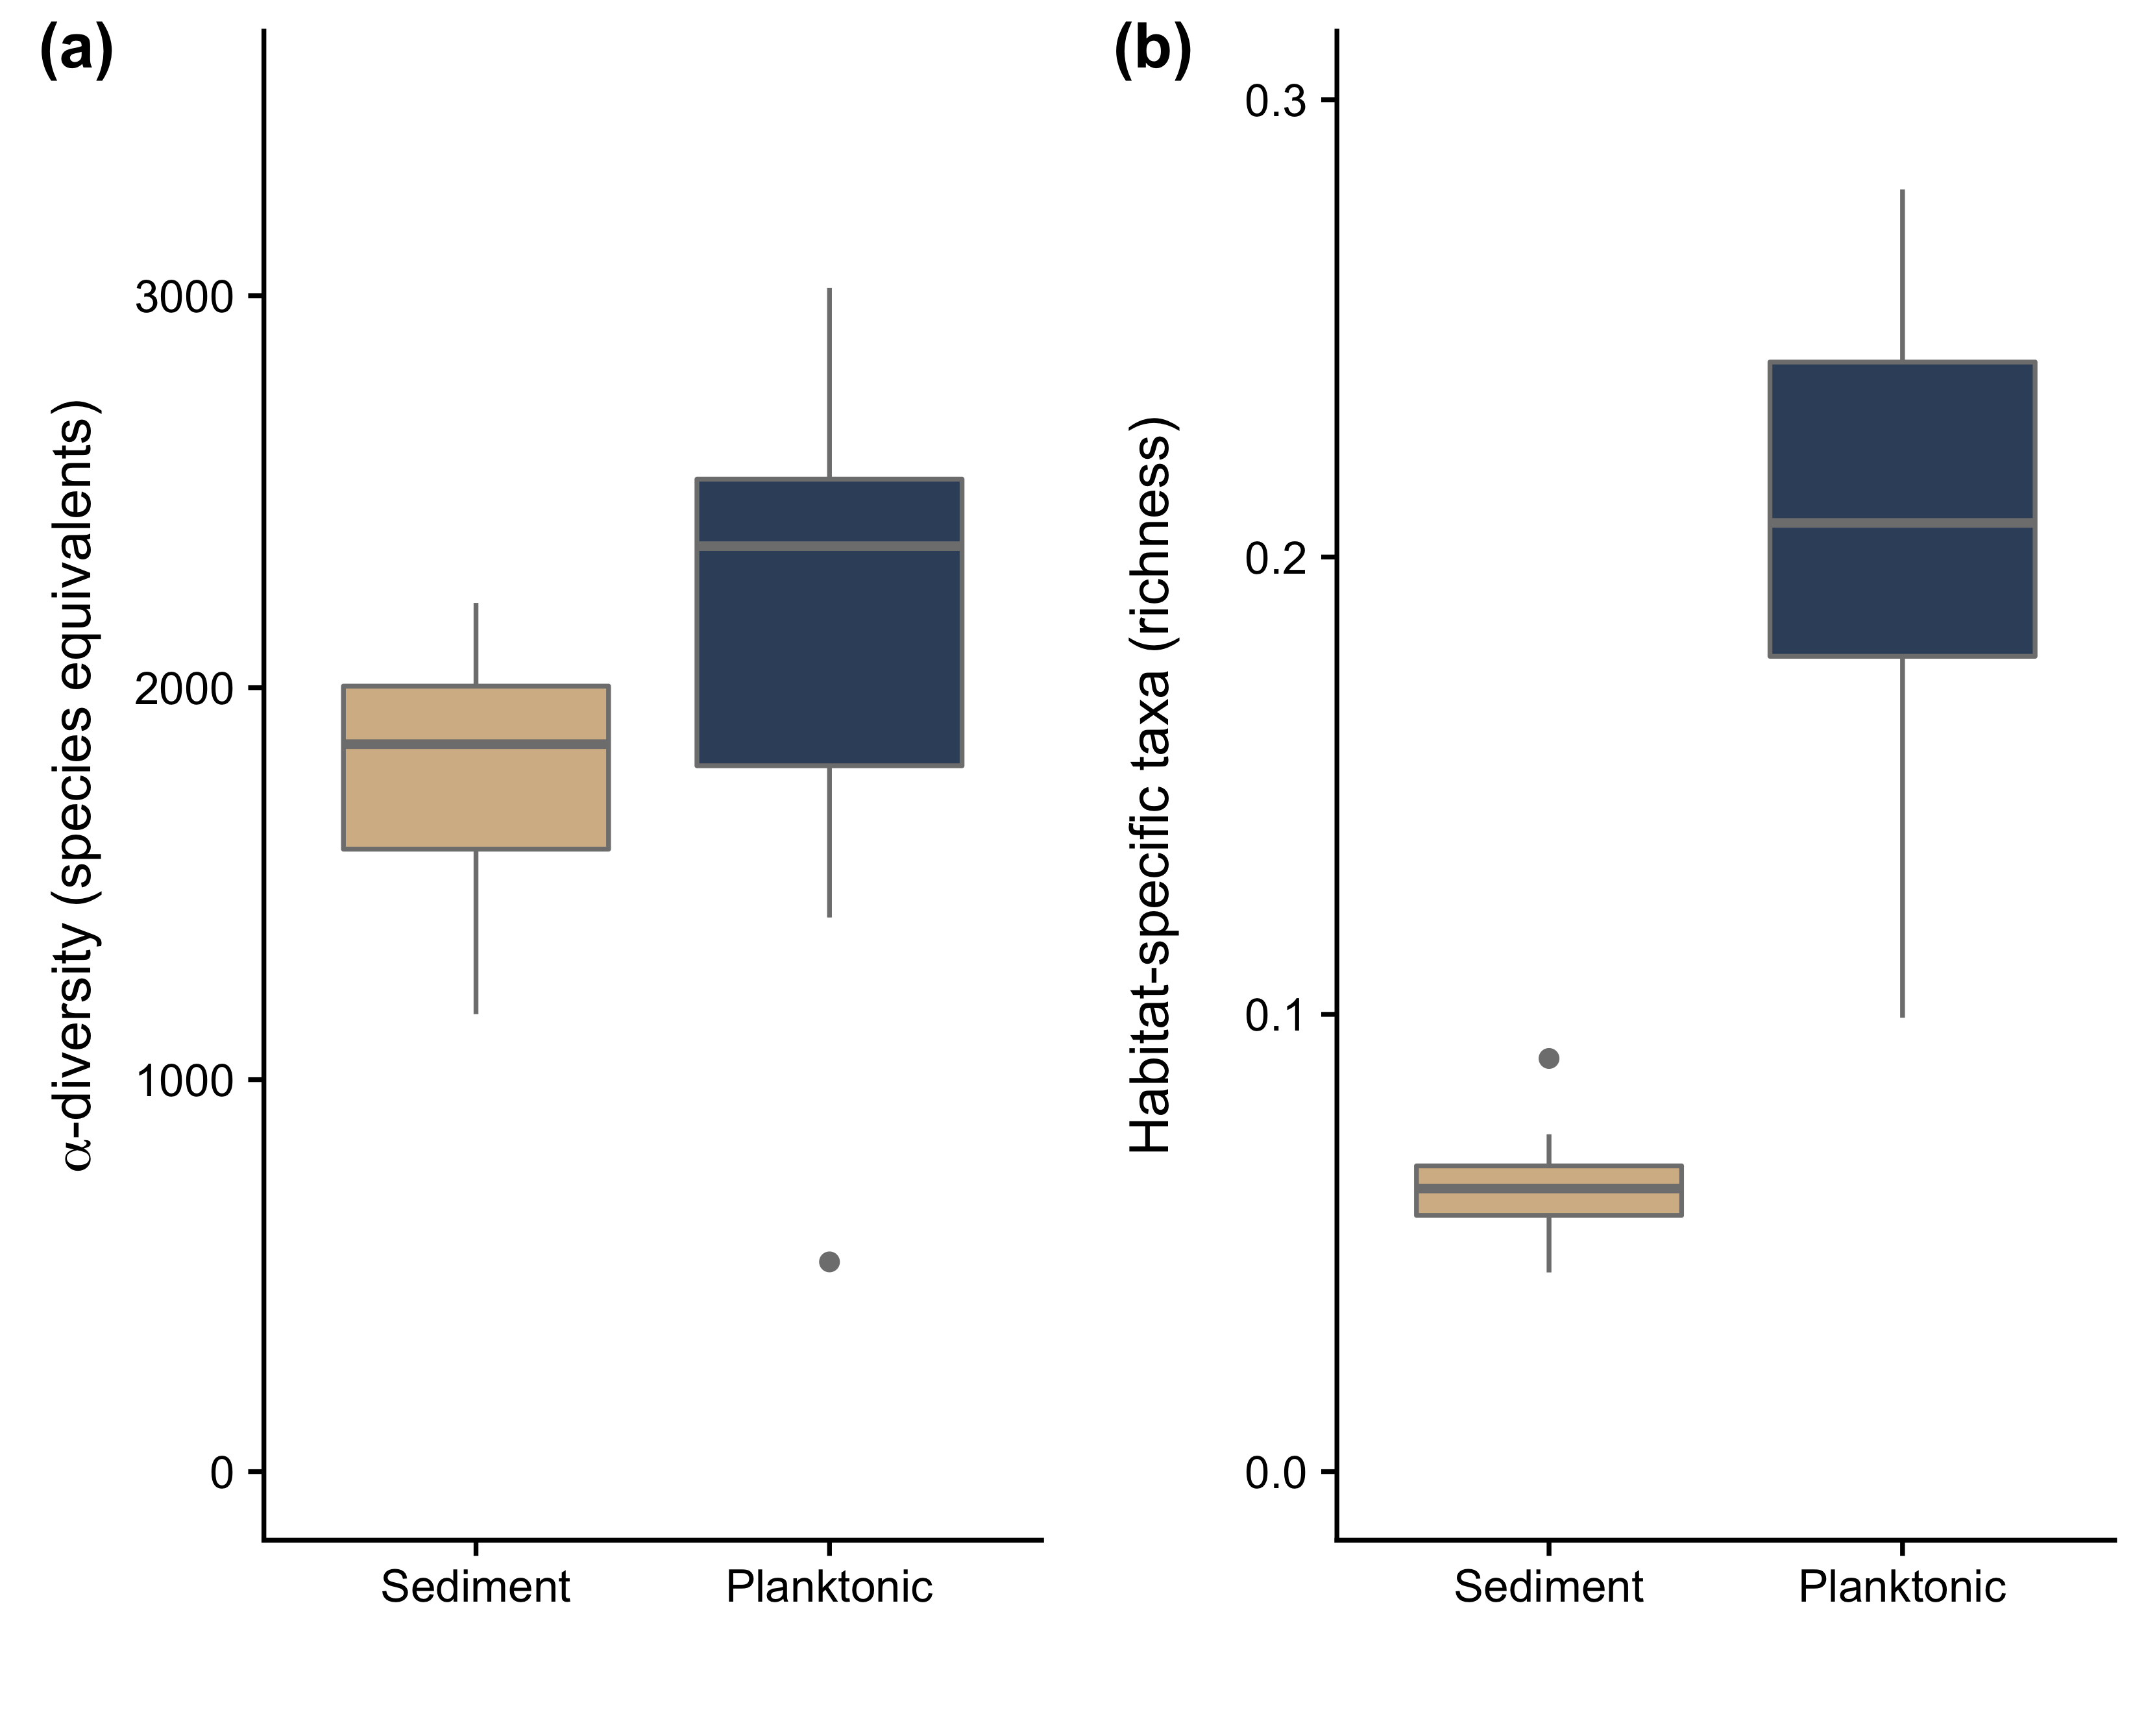 (a)
α-diversity (species equivalents)
3000
2000
1000
0
Sediment
Planktonic
(b)
Habitat-specific taxa (richness)
0.3
0.2
0.1
0.0
Sediment
Planktonic